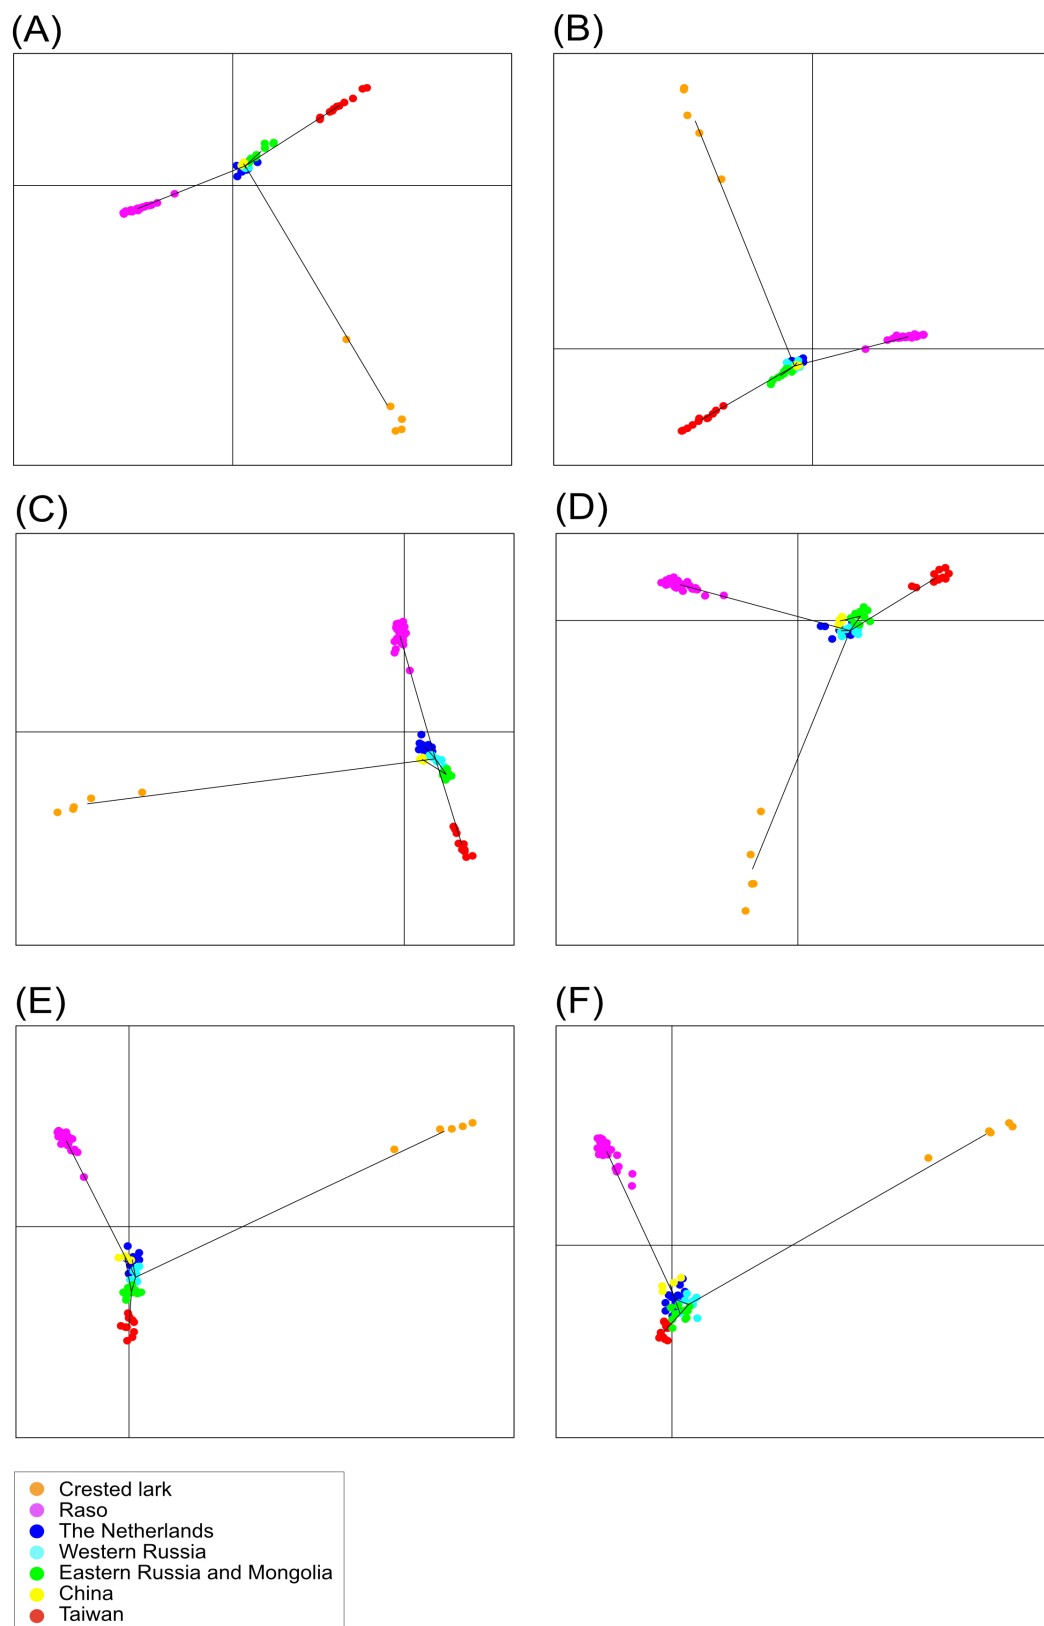 (A)
(B)
(C)
(D)
(E)
(F)
Crested lark
Raso
The Netherlands
Western Russia
Eastern Russia and Mongolia
China
Taiwan